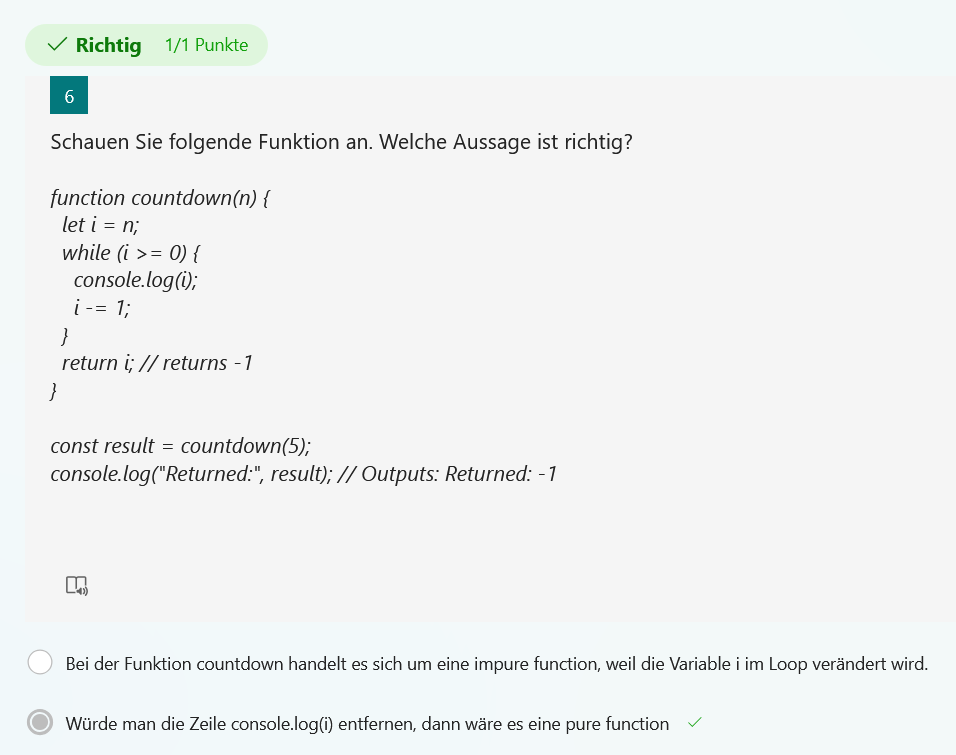 Richtig 1/1 Punkte
6
Schauen Sie folgende Funktion an. Welche Aussage ist richtig?
function countdown(n) {
let i = n;
while (i >= 0) {
console.log(i);
i -= 1;
}
return i; // returns -1
}
const result = countdown(5);
console.log("Returned:", result); // Outputs: Returned: -1
Bei der Funktion countdown handelt es sich um eine impure function, weil die Variable i im Loop verändert wird.
Würde man die Zeile console.log(i) entfernen, dann wäre es eine pure function